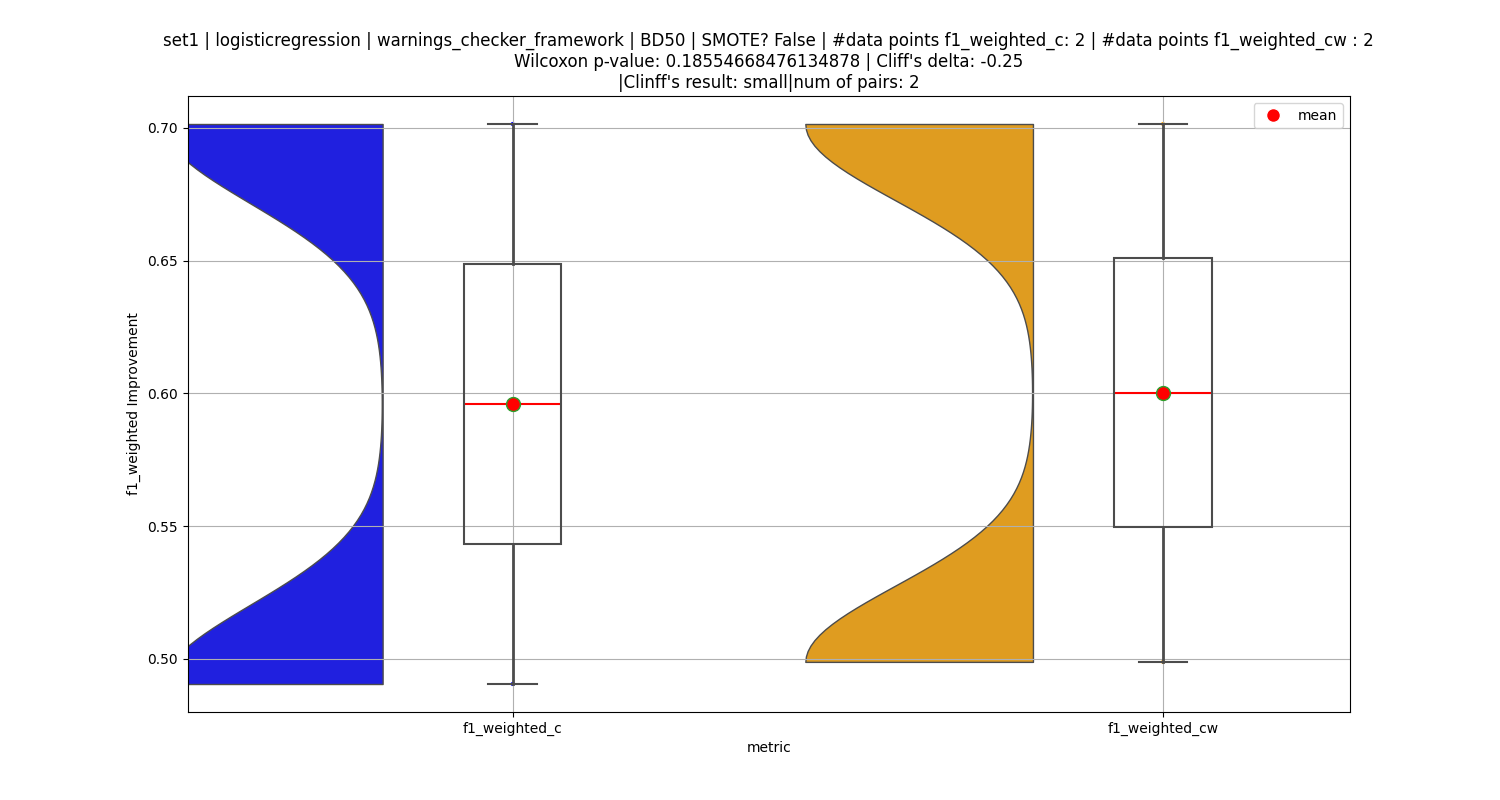 set1 | logisticregression | warnings_checker_framework | BD50 | SMOTE? False | #data points f1_weighted_c: 2 | #data points f1_weighted_cw : 2
Wilcoxon p-value: 0.18554668476134878 | Cliff's delta: -0.25
|Clinff's result: small|num of pairs: 2
mean
0.70
0.65
0.60
0.55
0.50
f1_weighted Improvement
f1_weighted_c
f1_weighted_cw
metric